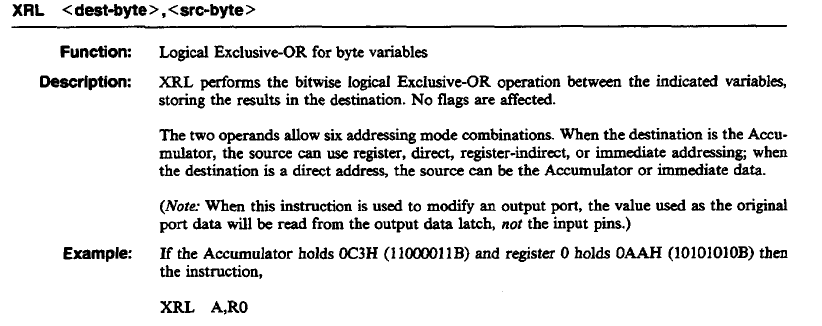 XRL <dest-byte>,<src-byte>
Function: Logical Exclusive-OR for byte variables
Description: XRL performs the bitwise logical Exclusive-OR operation between the indicated variables,
storing the results in the destination. No flags are affected.
The two operands allow six addressing mode combinations. When the destination is the Accu-
mulator, the source can use register, direct, register-indirect, or immediate addressing; when
the destination is a direct address, the source can be the Accumulator or immediate data.
(Note: When this instruction is used to modify an output port, the value used as the original
port data will be read from the output data latch, not the input pins.)
Example: If the Accumulator holds 0C3H (11000011B) and register 0 holds 0AAH (10101010B) then
the instruction,
XRL A,R0